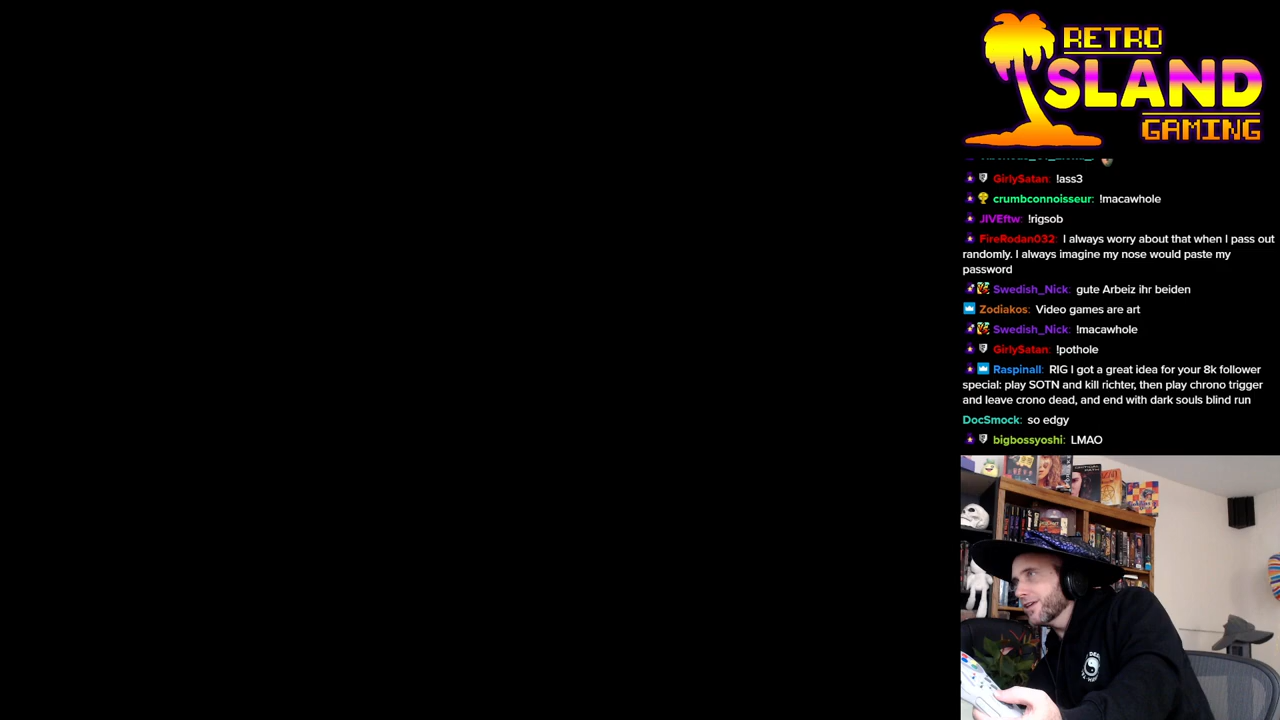 RETRO
ISLAND
GAMING
GirlySatan: !ass3
crumbconnoisseur: !macawhole
JIVEftw: !rigsob
FireRodan032: I always worry about that when I pass out
randomly. I always imagine my nose would paste my
password
Swedish_Nick: gute Arbeiz ihr beiden
Zodiakos: Video games are art
Swedish_Nick: !macawhole
GirlySatan: !pothole
Raspinall: RIG I got a great idea for your 8k follower
special: play SOTN and kill richter, then play chrono trigger
and leave crono dead, and end with dark souls blind run
DocSmock: so edgy
bigbossyoshi: LMAO